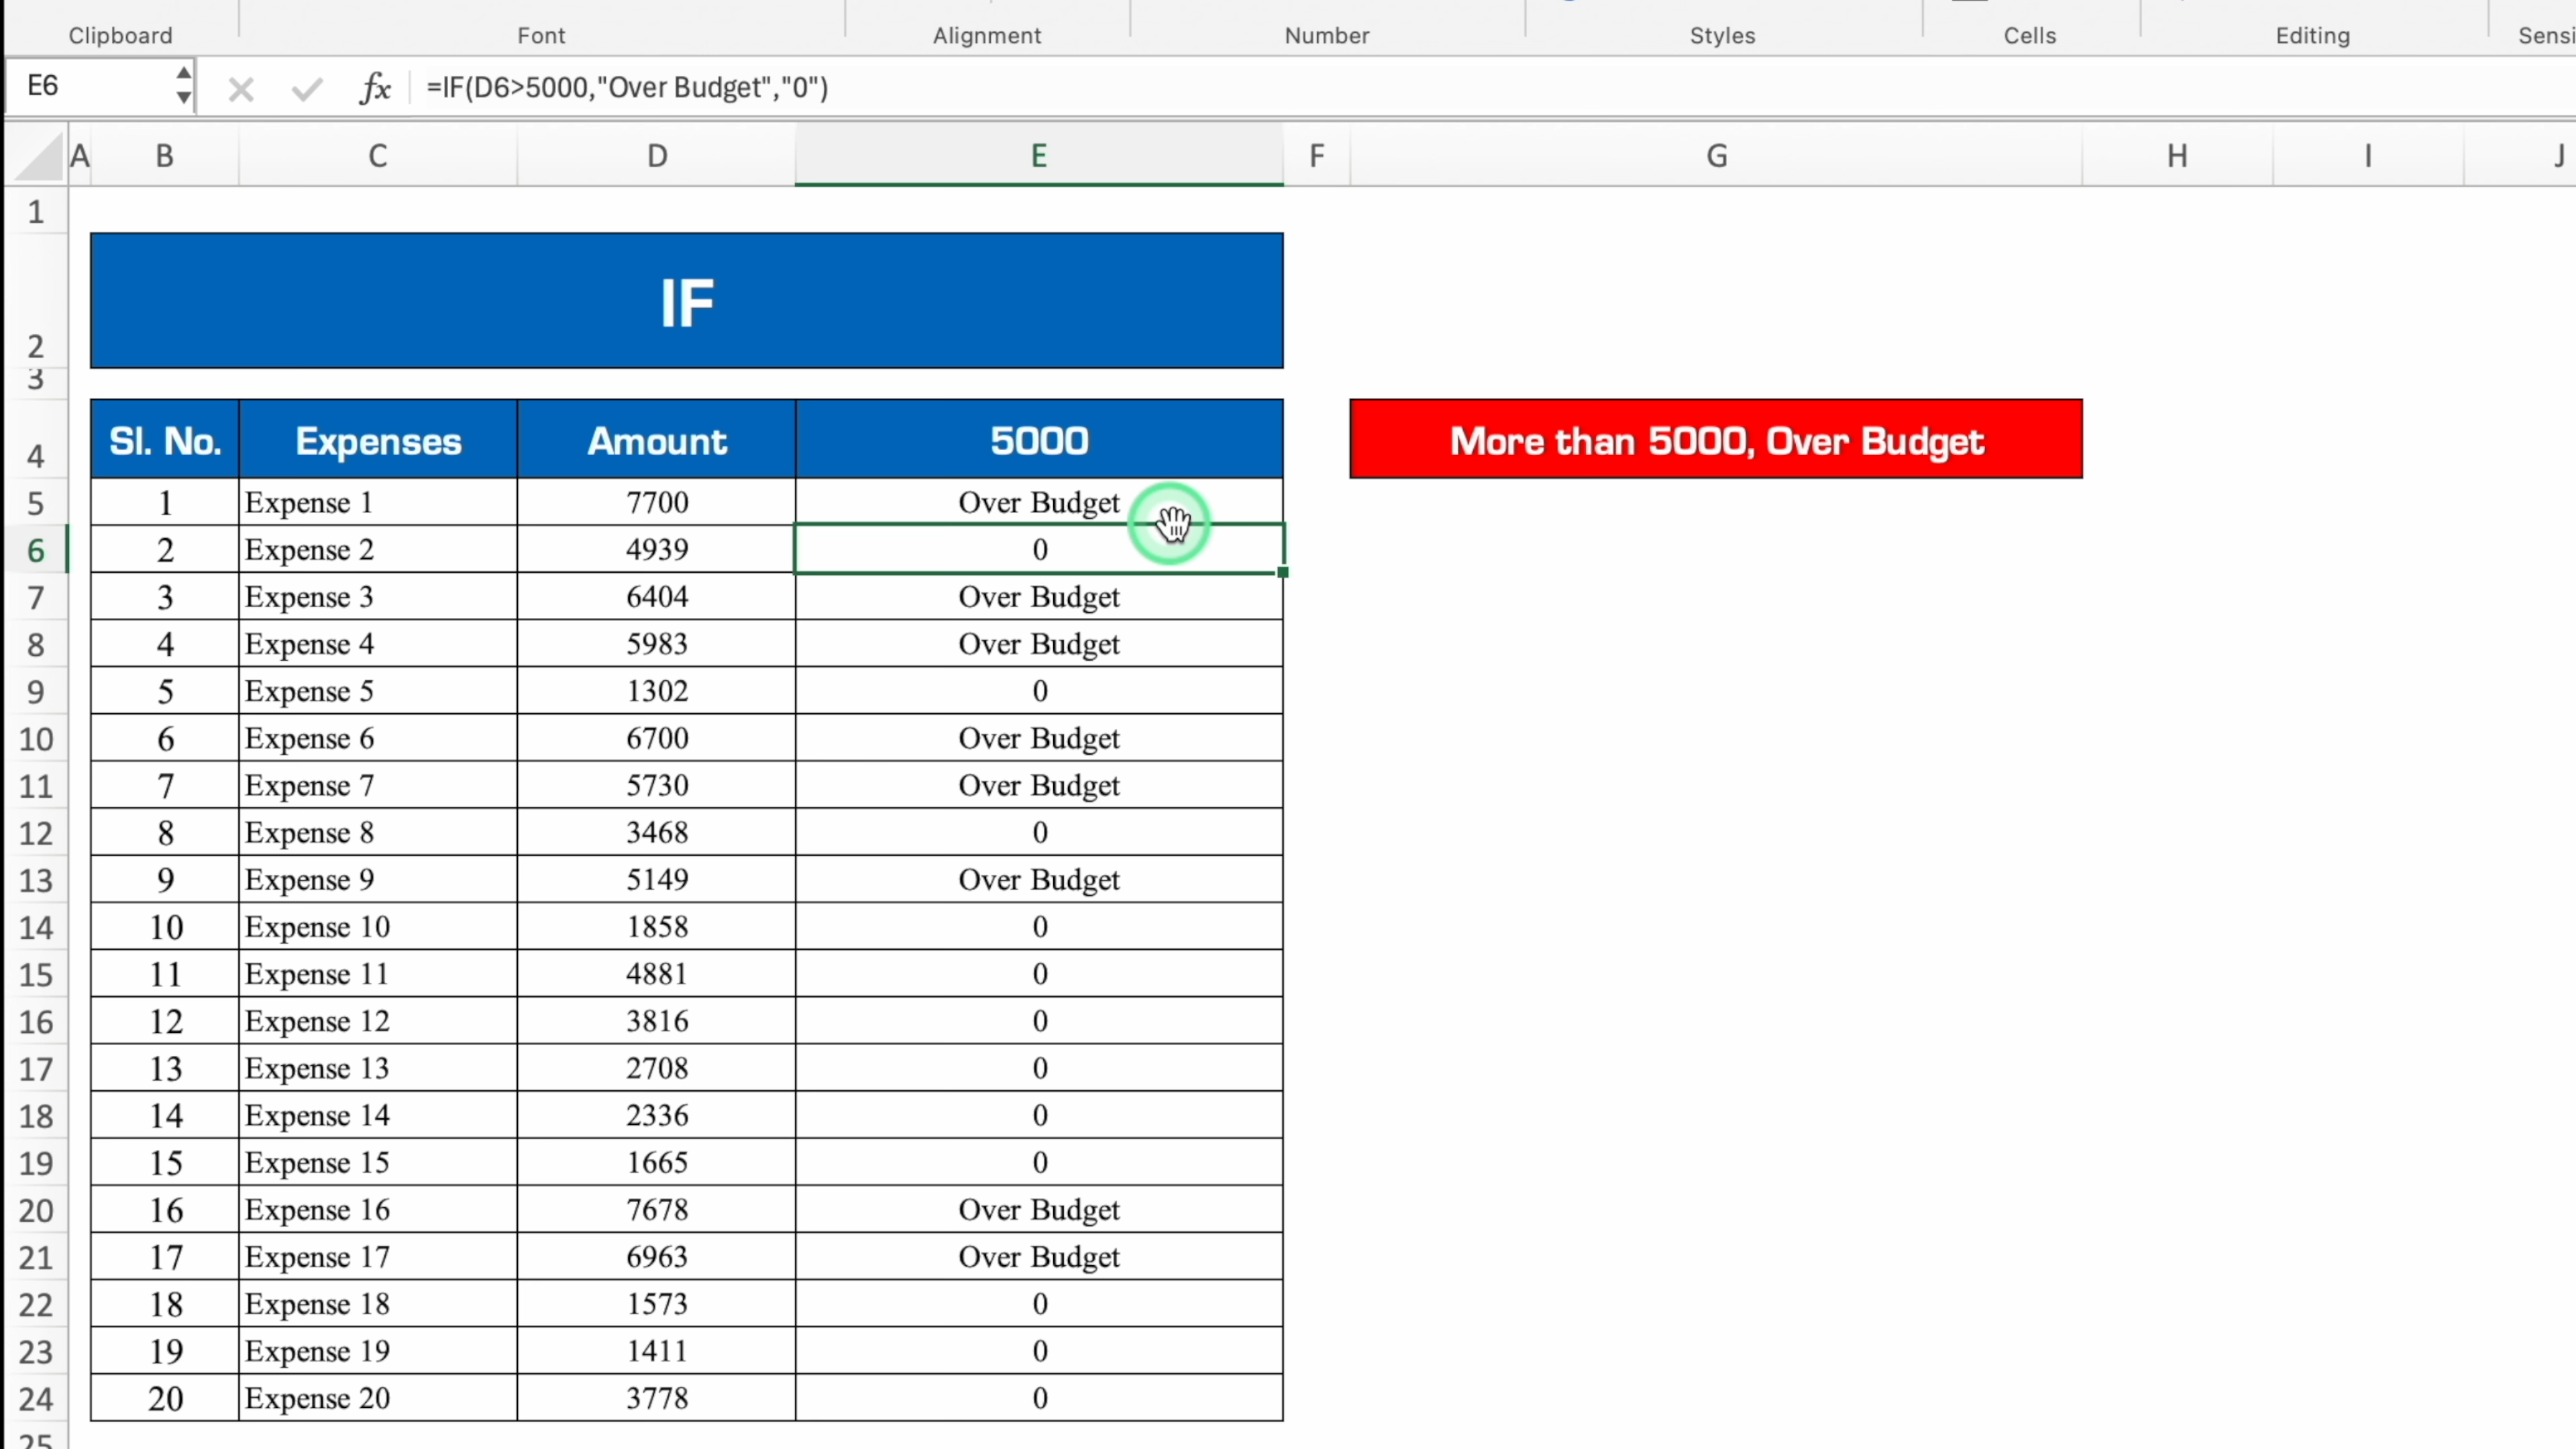 Clipboard Font Alignment Number Styles Cells Editing Sensi
E6 fx =IF(D6>5000,"Over Budget","0")
A B C D E F G H I J
1
2 IF
3
4 Sl. No. Expenses Amount 5000 More than 5000, Over Budget
5 1 Expense 1 7700 Over Budget
6 2 Expense 2 4939 0
7 3 Expense 3 6404 Over Budget
8 4 Expense 4 5983 Over Budget
9 5 Expense 5 1302 0
10 6 Expense 6 6700 Over Budget
11 7 Expense 7 5730 Over Budget
12 8 Expense 8 3468 0
13 9 Expense 9 5149 Over Budget
14 10 Expense 10 1858 0
15 11 Expense 11 4881 0
16 12 Expense 12 3816 0
17 13 Expense 13 2708 0
18 14 Expense 14 2336 0
19 15 Expense 15 1665 0
20 16 Expense 16 7678 Over Budget
21 17 Expense 17 6963 Over Budget
22 18 Expense 18 1573 0
23 19 Expense 19 1411 0
24 20 Expense 20 3778 0
25